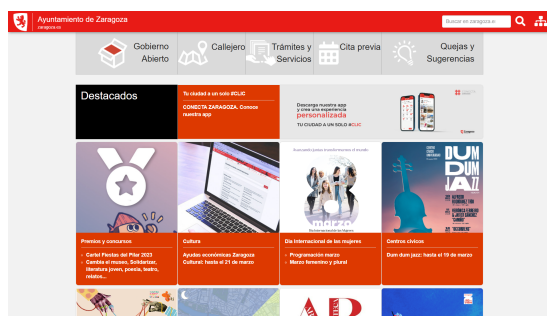 Ayuntamiento de Zaragoza
zaragoza.es
Buscar en zaragoza.e
Gobierno
Abierto
Callejero
Trámites y
Servicios
Cita previa
Quejas y
Sugerencias
Destacados
Tu ciudad a un solo #CLIC
CONECTA ZARAGOZA. Conoce
nuestra app
Descarga nuestra app
y crea una experiencia
personalizada
TU CIUDAD A UN SOLO #CLIC
Zaragoza
Premios y concursos
- Cartel Fiestas del Pilar 2023
- Cambia el museo, Solidarizar,
literatura joven, poesía, teatro,
relatos...
Cultura
Ayudas económicas Zaragoza
Cultural: hasta el 21 de marzo
8
marzo
Día internacional de las mujeres
- Programación marzo
- Marzo femenino y plural
DUM
DUM
JAZZ
Centros cívicos
Dum dum jazz: hasta el 19 de marzo